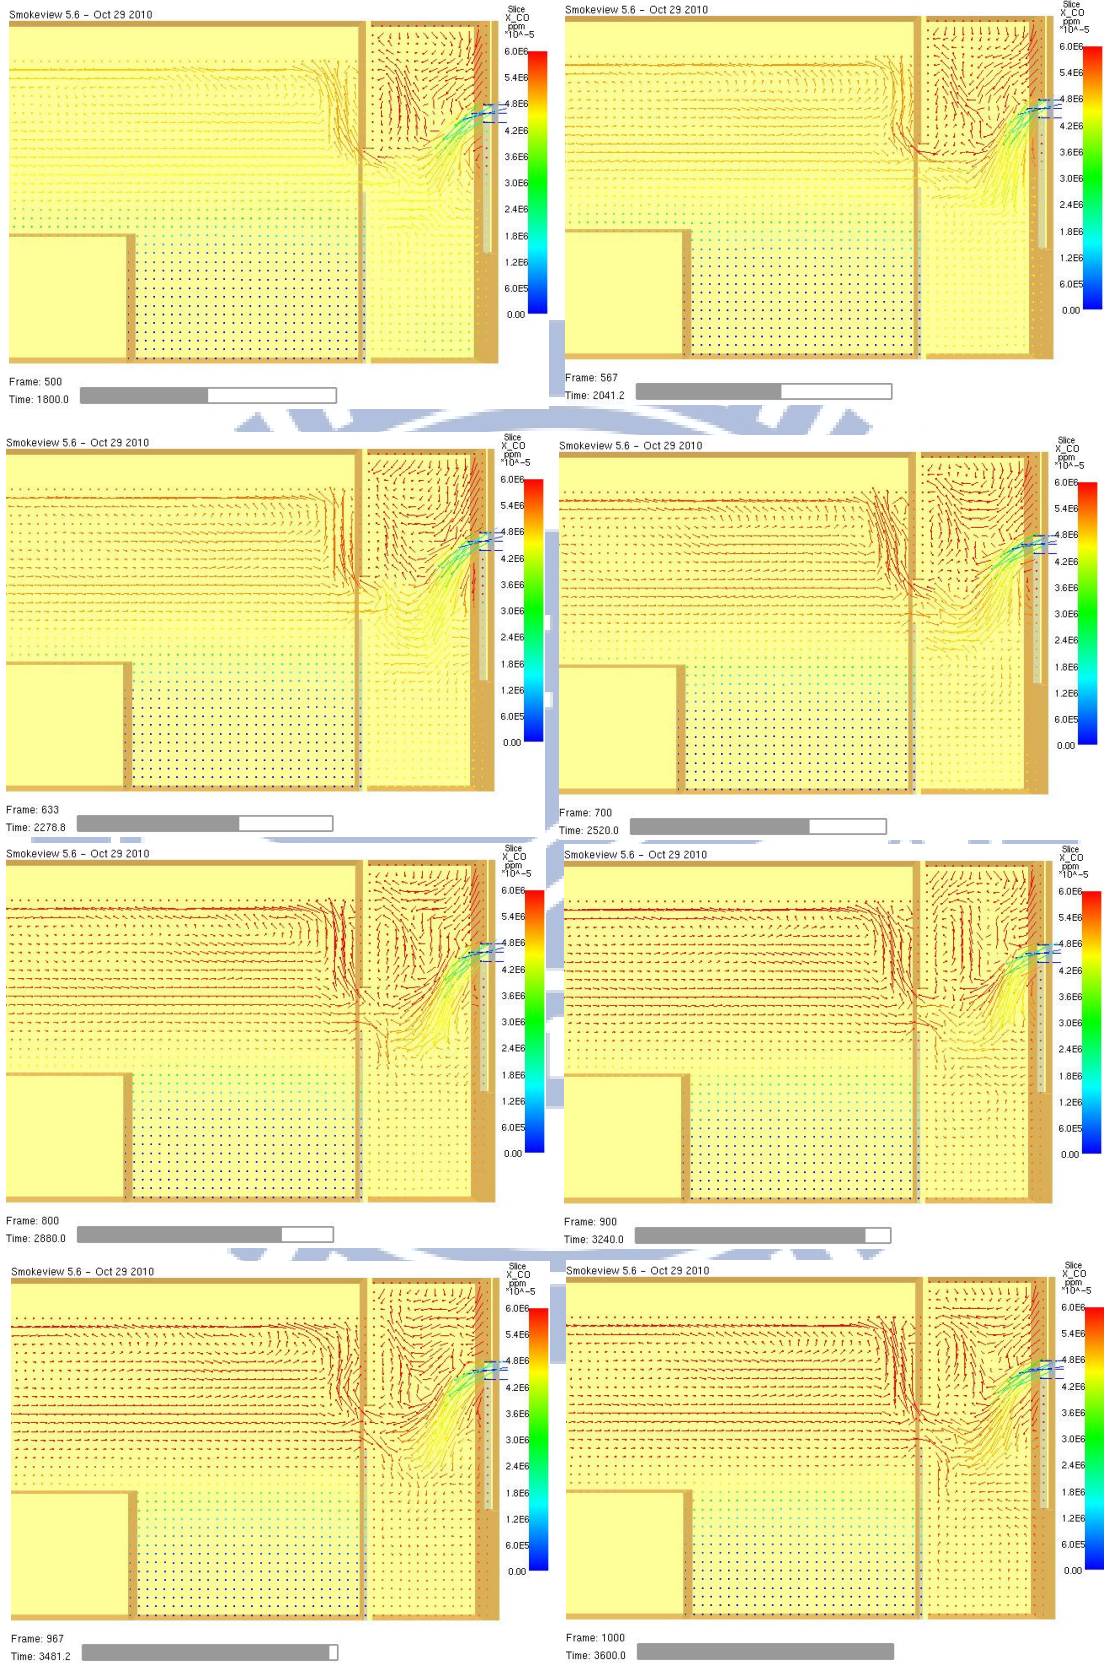 Smokeview 5.6 – Oct 29 2010
Slice
X_CO
ppm
*10^-5
6.0E6
5.4E6
4.8E6
4.2E6
3.6E6
3.0E6
2.4E6
1.8E6
1.2E6
6.0E5
0.00
Frame: 500
Time: 1800.0
Smokeview 5.6 – Oct 29 2010
Slice
X_CO
ppm
*10^-5
6.0E6
5.4E6
4.8E6
4.2E6
3.6E6
3.0E6
2.4E6
1.8E6
1.2E6
6.0E5
0.00
Frame: 567
Time: 2041.2
Smokeview 5.6 – Oct 29 2010
Slice
X_CO
ppm
*10^-5
6.0E6
5.4E6
4.8E6
4.2E6
3.6E6
3.0E6
2.4E6
1.8E6
1.2E6
6.0E5
0.00
Frame: 633
Time: 2278.8
Smokeview 5.6 – Oct 29 2010
Slice
X_CO
ppm
*10^-5
6.0E6
5.4E6
4.8E6
4.2E6
3.6E6
3.0E6
2.4E6
1.8E6
1.2E6
6.0E5
0.00
Frame: 700
Time: 2520.0
Smokeview 5.6 – Oct 29 2010
Slice
X_CO
ppm
*10^-5
6.0E6
5.4E6
4.8E6
4.2E6
3.6E6
3.0E6
2.4E6
1.8E6
1.2E6
6.0E5
0.00
Frame: 800
Time: 2880.0
Smokeview 5.6 – Oct 29 2010
Slice
X_CO
ppm
*10^-5
6.0E6
5.4E6
4.8E6
4.2E6
3.6E6
3.0E6
2.4E6
1.8E6
1.2E6
6.0E5
0.00
Frame: 900
Time: 3240.0
Smokeview 5.6 – Oct 29 2010
Slice
X_CO
ppm
*10^-5
6.0E6
5.4E6
4.8E6
4.2E6
3.6E6
3.0E6
2.4E6
1.8E6
1.2E6
6.0E5
0.00
Frame: 967
Time: 3481.2
Smokeview 5.6 – Oct 29 2010
Slice
X_CO
ppm
*10^-5
6.0E6
5.4E6
4.8E6
4.2E6
3.6E6
3.0E6
2.4E6
1.8E6
1.2E6
6.0E5
0.00
Frame: 1000
Time: 3600.0